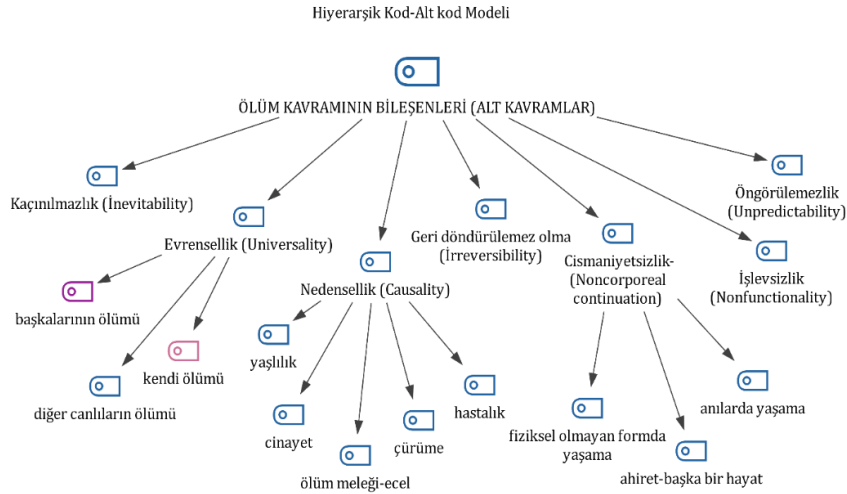 Hiyerarşik Kod-Alt kod Modeli
ÖLÜM KAVRAMININ BİLEŞENLERİ (ALT KAVRAMLAR)
Kaçınılmazlık (İnevitability)
Evrensellik (Universality)
Nedensellik (Causality)
Geri döndürülemez olma
(İrreversibility)
Cismaniyetsizlik-
(Noncorporeal
continuation)
İşlevsizlik
(Nonfunctionality)
Öngörülemezlik
(Unpredictability)
başkalarının ölümü
diğer canlıların ölümü
kendi ölümü
yaşlılık
cinayet
ölüm meleği-ecel
çürüme
hastalık
fiziksel olmayan formda
yaşama
ahiret-başka bir hayat
anılarda yaşama